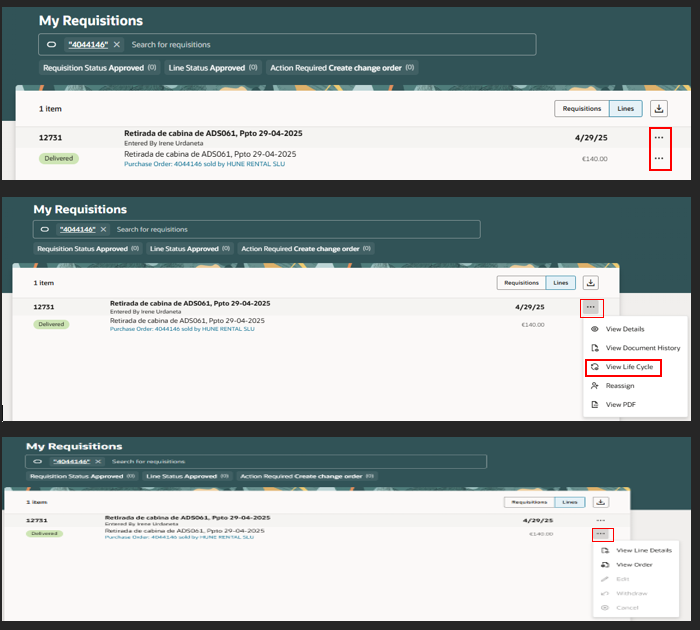 My Requisitions
"4044146" × Search for requisitions
Requisition Status Approved (0) Line Status Approved (0) Action Required Create change order (0)
1 item Requisitions Lines
12731 Retirada de cabina de ADS061, Ppto 29-04-2025 4/29/25 ...
Entered By Irene Urdaneta
Delivered Retirada de cabina de ADS061, Ppto 29-04-2025 €140.00 ...
Purchase Order: 4044146 sold by HUNE RENTAL SLU
My Requisitions
"4044146" × Search for requisitions
Requisition Status Approved (0) Line Status Approved (0) Action Required Create change order (0)
1 item Requisitions Lines
12731 Retirada de cabina de ADS061, Ppto 29-04-2025 4/29/25 ...
Entered By Irene Urdaneta
Delivered Retirada de cabina de ADS061, Ppto 29-04-2025 €140.00
Purchase Order: 4044146 sold by HUNE RENTAL SLU
View Details
View Document History
View Life Cycle
Reassign
View PDF
My Requisitions
"4044146" × Search for requisitions
Requisition Status Approved (0) Line Status Approved (0) Action Required Create change order (0)
1 item Requisitions Lines
12731 Retirada de cabina de ADS061, Ppto 29-04-2025 4/29/25 ...
Entered By Irene Urdaneta
Delivered Retirada de cabina de ADS061, Ppto 29-04-2025 €140.00 ...
Purchase Order: 4044146 sold by HUNE RENTAL SLU
View Line Details
View Order
Edit
Withdraw
Cancel